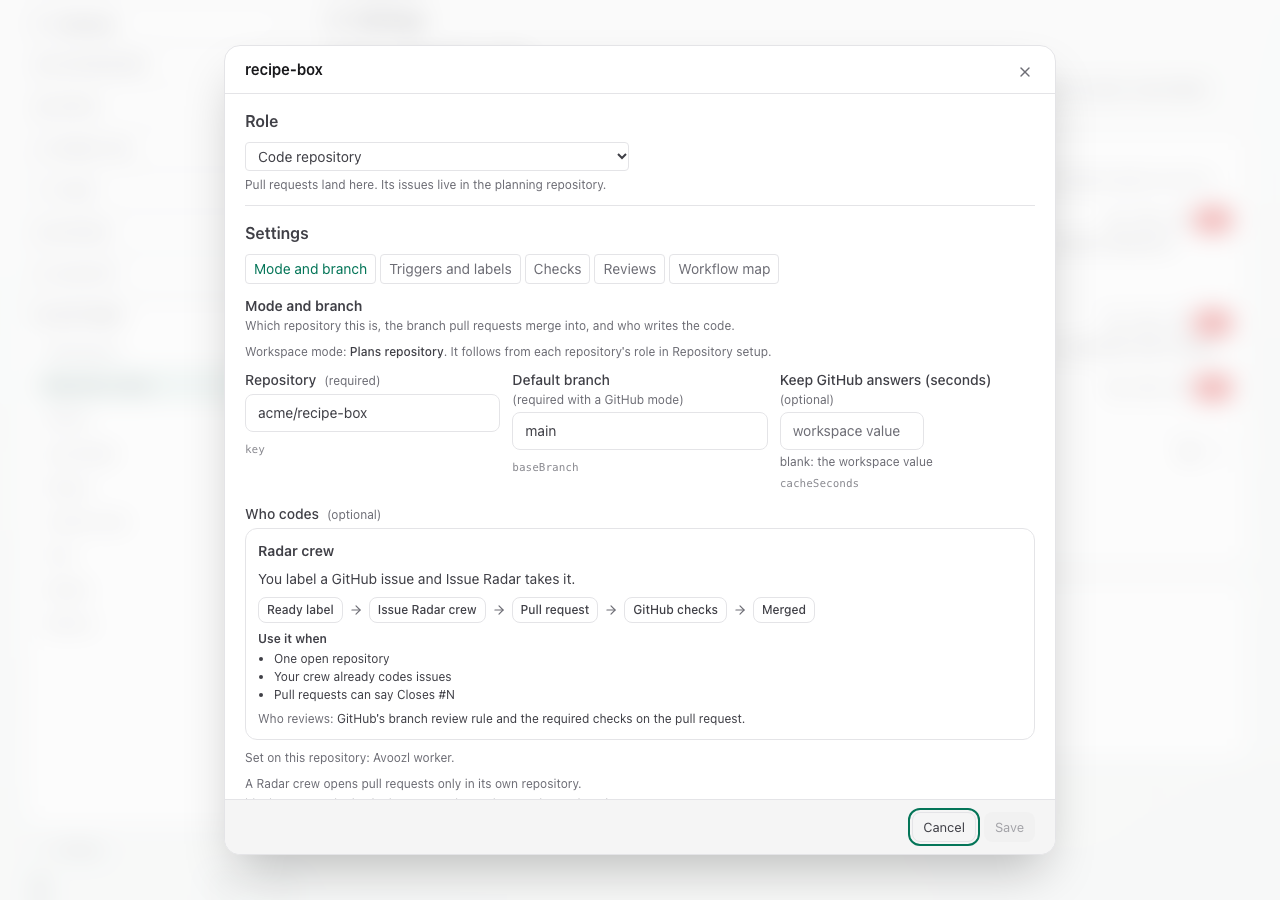 recipe-box
Role
Code repository
Pull requests land here. Its issues live in the planning repository.
Settings
Mode and branch
Triggers and labels
Checks
Reviews
Workflow map
Mode and branch
Which repository this is, the branch pull requests merge into, and who writes the code.
Workspace mode: Plans repository. It follows from each repository's role in Repository setup.
Repository (required)
acme/recipe-box
key
Default branch
(required with a GitHub mode)
main
baseBranch
Keep GitHub answers (seconds)
(optional)
workspace value
blank: the workspace value
cacheSeconds
Who codes (optional)
Radar crew
You label a GitHub issue and Issue Radar takes it.
Ready label → Issue Radar crew → Pull request → GitHub checks → Merged
Use it when
• One open repository
• Your crew already codes issues
• Pull requests can say Closes #N
Who reviews: GitHub's branch review rule and the required checks on the pull request.
Set on this repository: Avoozl worker.
A Radar crew opens pull requests only in its own repository.
Cancel
Save